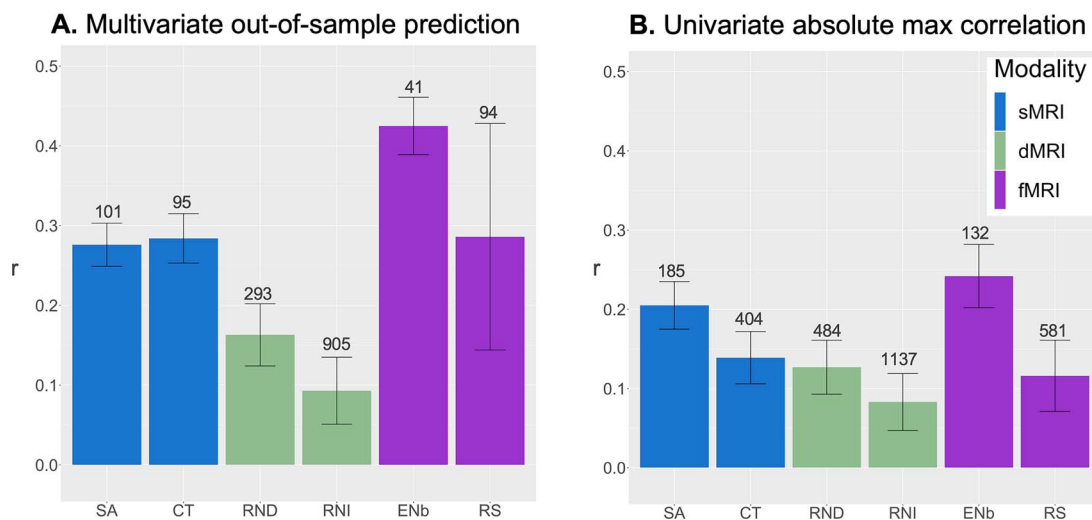 A. Multivariate out-of-sample prediction
0.5
0.4
0.3
0.2
0.1
0.0
r
101
95
293
905
41
94
SA CT RND RNI ENb RS
B. Univariate absolute max correlation
0.5
0.4
0.3
0.2
0.1
0.0
r
185
404
484
1137
132
581
SA CT RND RNI ENb RS
Modality
sMRI
dMRI
fMRI